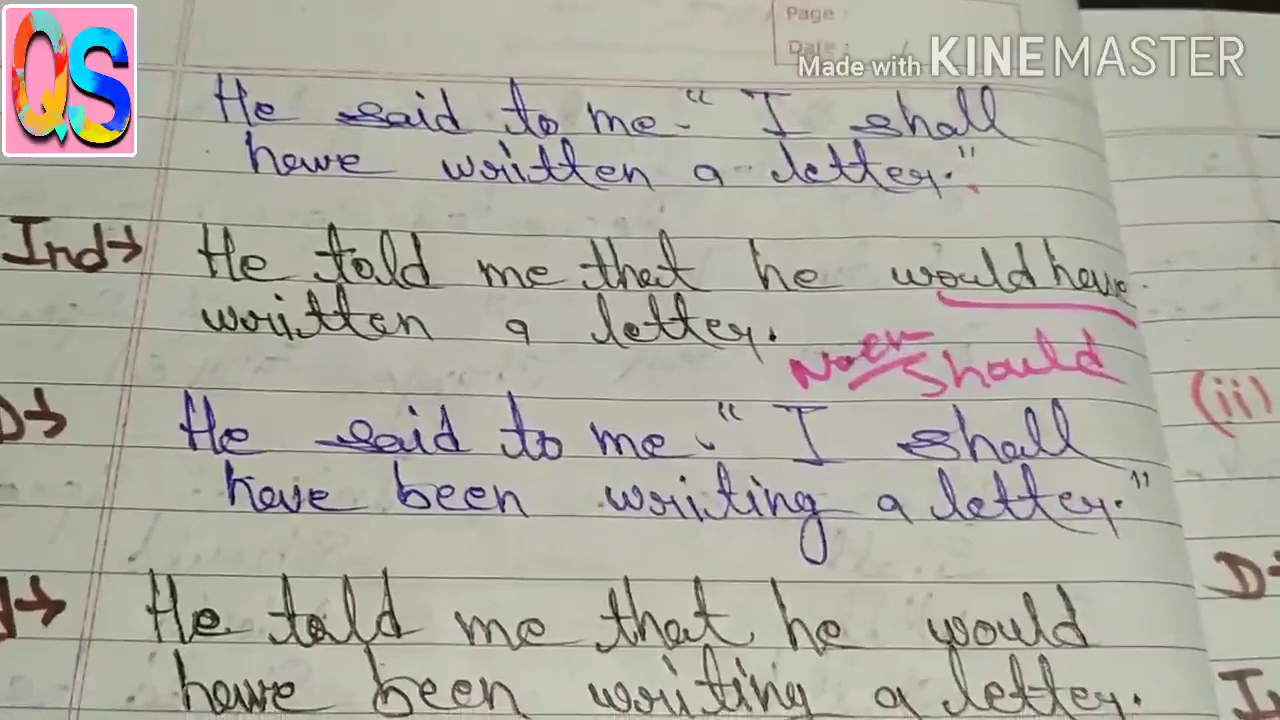 QS
Page :
Date : /
Made with KINEMASTER
He said to me. " I shall
have written a letter."
Ind→ He told me that he would have
written a letter.
Should
D→ He said to me. " I shall
have been writing a letter."
→ He told me that he would
have been writing a letter.
(ii)
D→